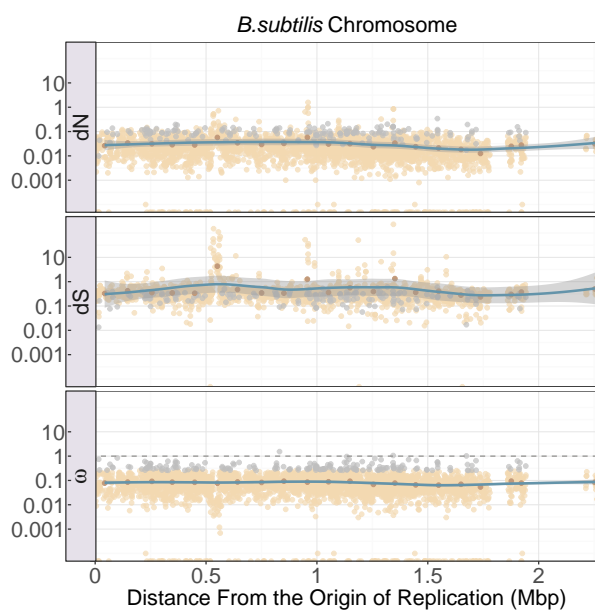 B.subtilis Chromosome
dN
10
1
0.1
0.01
0.001
dS
10
1
0.1
0.01
0.001
ω
10
1
0.1
0.01
0.001
0 0.5 1 1.5 2
Distance From the Origin of Replication (Mbp)